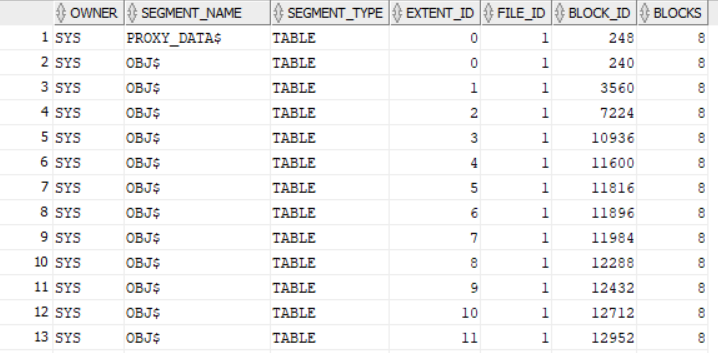 OWNER SEGMENT_NAME SEGMENT_TYPE EXTENT_ID FILE_ID BLOCK_ID BLOCKS
1 SYS PROXY_DATA$ TABLE 0 1 248 8
2 SYS OBJ$ TABLE 0 1 240 8
3 SYS OBJ$ TABLE 1 1 3560 8
4 SYS OBJ$ TABLE 2 1 7224 8
5 SYS OBJ$ TABLE 3 1 10936 8
6 SYS OBJ$ TABLE 4 1 11600 8
7 SYS OBJ$ TABLE 5 1 11816 8
8 SYS OBJ$ TABLE 6 1 11896 8
9 SYS OBJ$ TABLE 7 1 11984 8
10 SYS OBJ$ TABLE 8 1 12288 8
11 SYS OBJ$ TABLE 9 1 12432 8
12 SYS OBJ$ TABLE 10 1 12712 8
13 SYS OBJ$ TABLE 11 1 12952 8